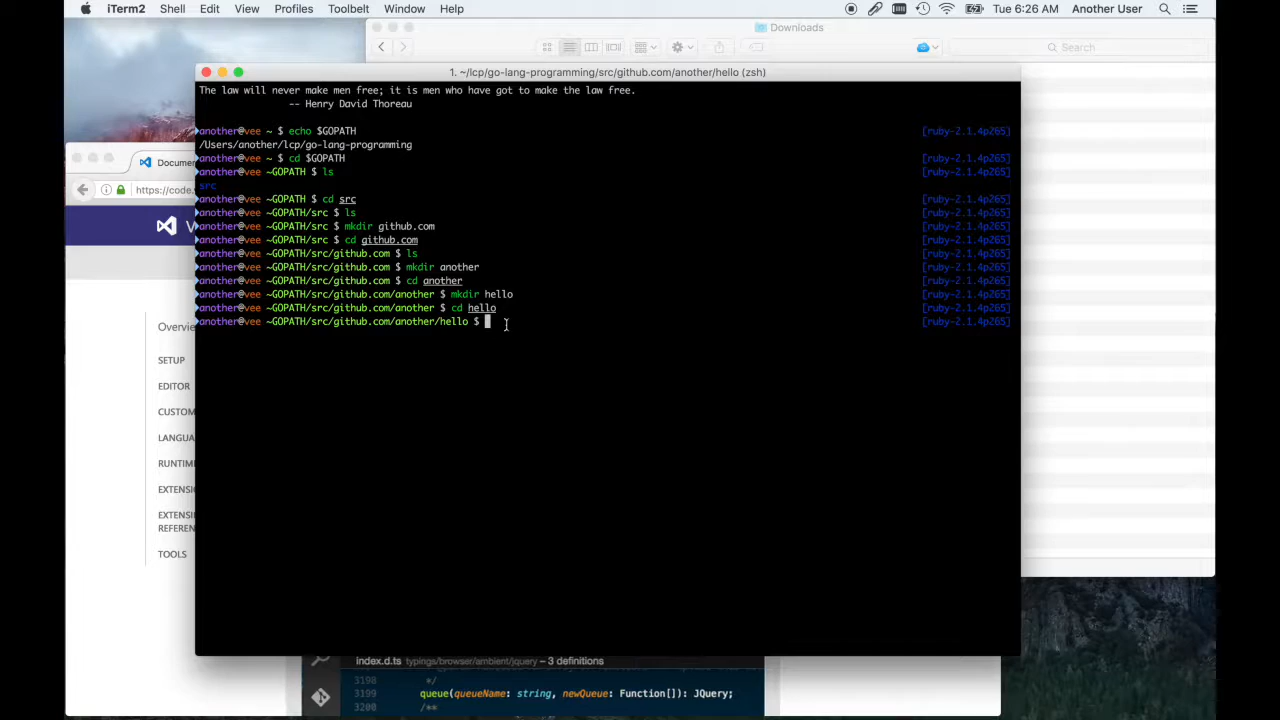 iTerm2 Shell Edit View Profiles Toolbelt Window Help Tue 6:26 AM Another User
Downloads
Search
1. ~/lcp/go-lang-programming/src/github.com/another/hello (zsh)
The law will never make men free; it is men who have got to make the law free.
-- Henry David Thoreau
another@vee ~ $ echo $GOPATH [ruby-2.1.4p265]
/Users/another/lcp/go-lang-programming
another@vee ~ $ cd $GOPATH [ruby-2.1.4p265]
another@vee ~GOPATH $ ls [ruby-2.1.4p265]
src
another@vee ~GOPATH $ cd src [ruby-2.1.4p265]
another@vee ~GOPATH/src $ ls [ruby-2.1.4p265]
another@vee ~GOPATH/src $ mkdir github.com [ruby-2.1.4p265]
another@vee ~GOPATH/src $ cd github.com [ruby-2.1.4p265]
another@vee ~GOPATH/src/github.com $ ls [ruby-2.1.4p265]
another@vee ~GOPATH/src/github.com $ mkdir another [ruby-2.1.4p265]
another@vee ~GOPATH/src/github.com $ cd another [ruby-2.1.4p265]
another@vee ~GOPATH/src/github.com/another $ mkdir hello [ruby-2.1.4p265]
another@vee ~GOPATH/src/github.com/another $ cd hello [ruby-2.1.4p265]
another@vee ~GOPATH/src/github.com/another/hello $ [ruby-2.1.4p265]
Documen
https://code.s
V
Overvie
SETUP
EDITOR
CUSTOM
LANGUA
RUNTIM
EXTENSI
EXTENSI
REFEREN
TOOLS
index.d.ts typings/browser/ambient/jquery – 3 definitions
3198 */
3199 queue(queueName: string, newQueue: Function[]): JQuery;
3200 /**